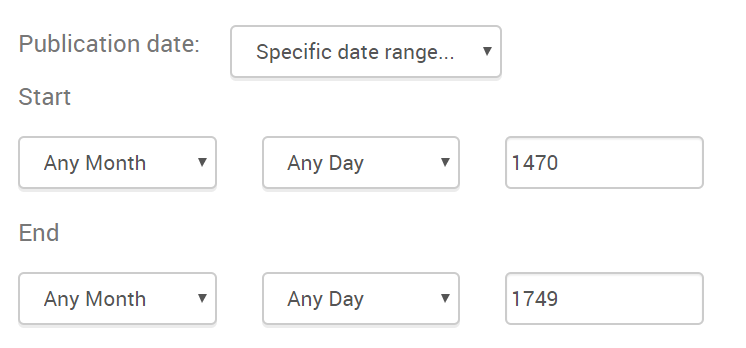 Publication date: Specific date range...
Start
Any Month Any Day 1470
End
Any Month Any Day 1749